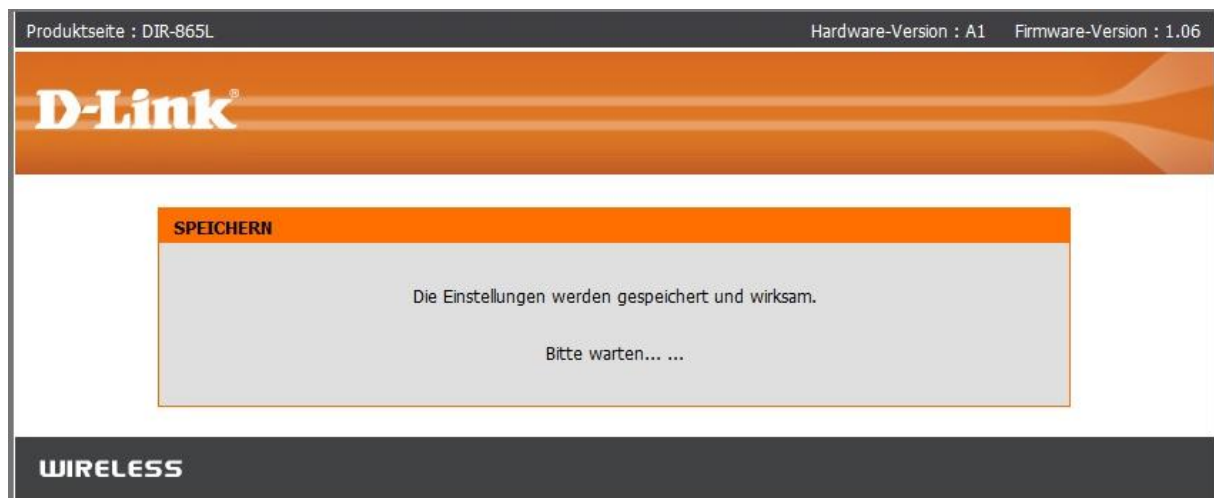 Produktseite : DIR-865L Hardware-Version : A1 Firmware-Version : 1.06
D-Link®
SPEICHERN
Die Einstellungen werden gespeichert und wirksam.
Bitte warten... ...
WIRELESS